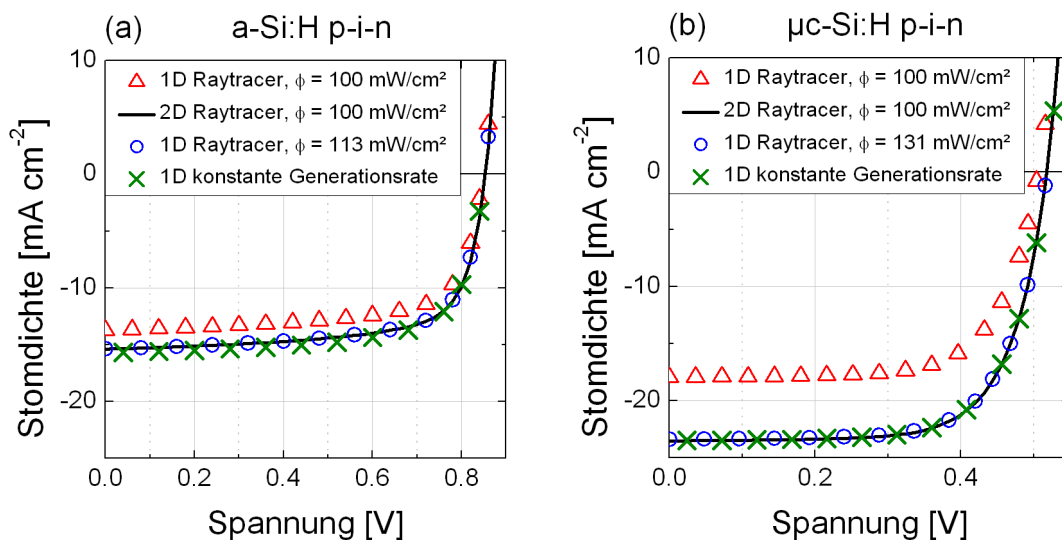 (a) a-Si:H p-i-n
1D Raytracer, ϕ = 100 mW/cm²
2D Raytracer, ϕ = 100 mW/cm²
1D Raytracer, ϕ = 113 mW/cm²
1D konstante Generationsrate
10
0
-10
-20
Stomdichte [mA cm-2]
0.0 0.2 0.4 0.6 0.8
Spannung [V]
(b) µc-Si:H p-i-n
1D Raytracer, ϕ = 100 mW/cm²
2D Raytracer, ϕ = 100 mW/cm²
1D Raytracer, ϕ = 131 mW/cm²
1D konstante Generationsrate
10
0
-10
-20
Stomdichte [mA cm-2]
0.0 0.2 0.4
Spannung [V]